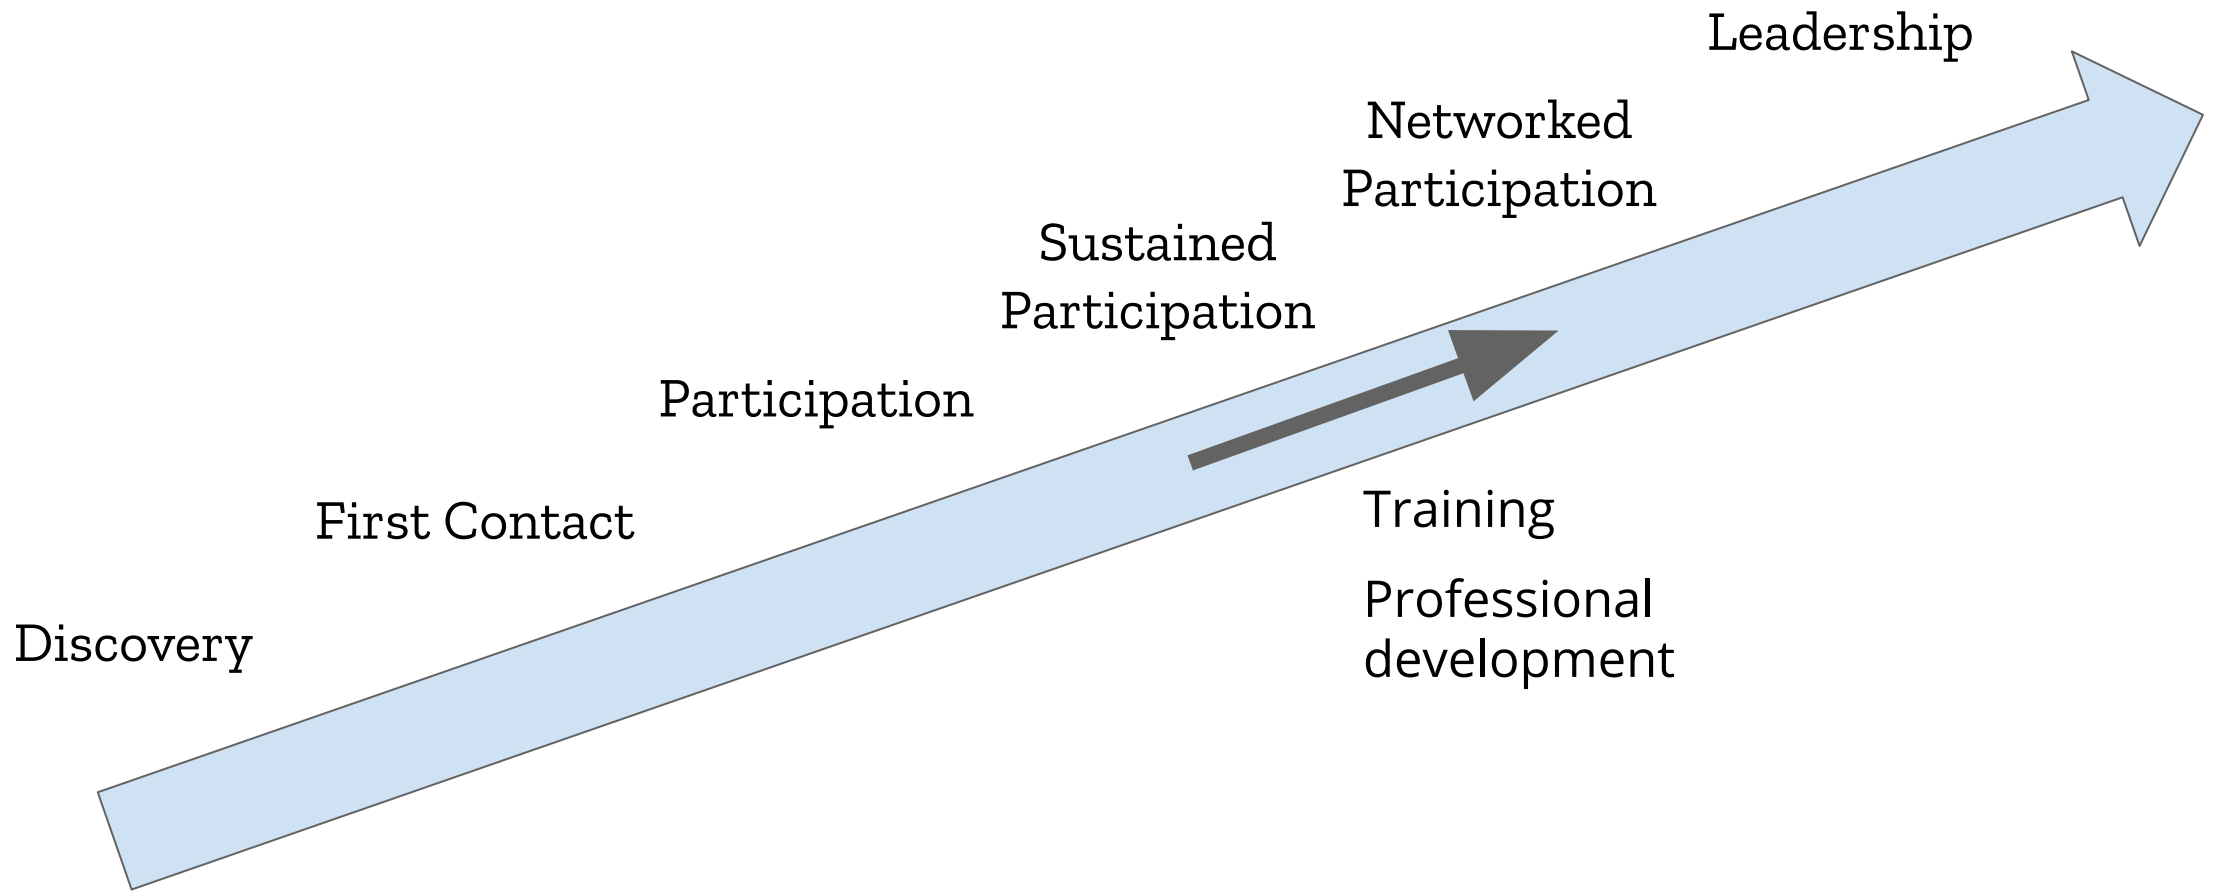 Leadership
Networked
Participation
Sustained
Participation
Participation
First Contact
Discovery
Training
Professional
development